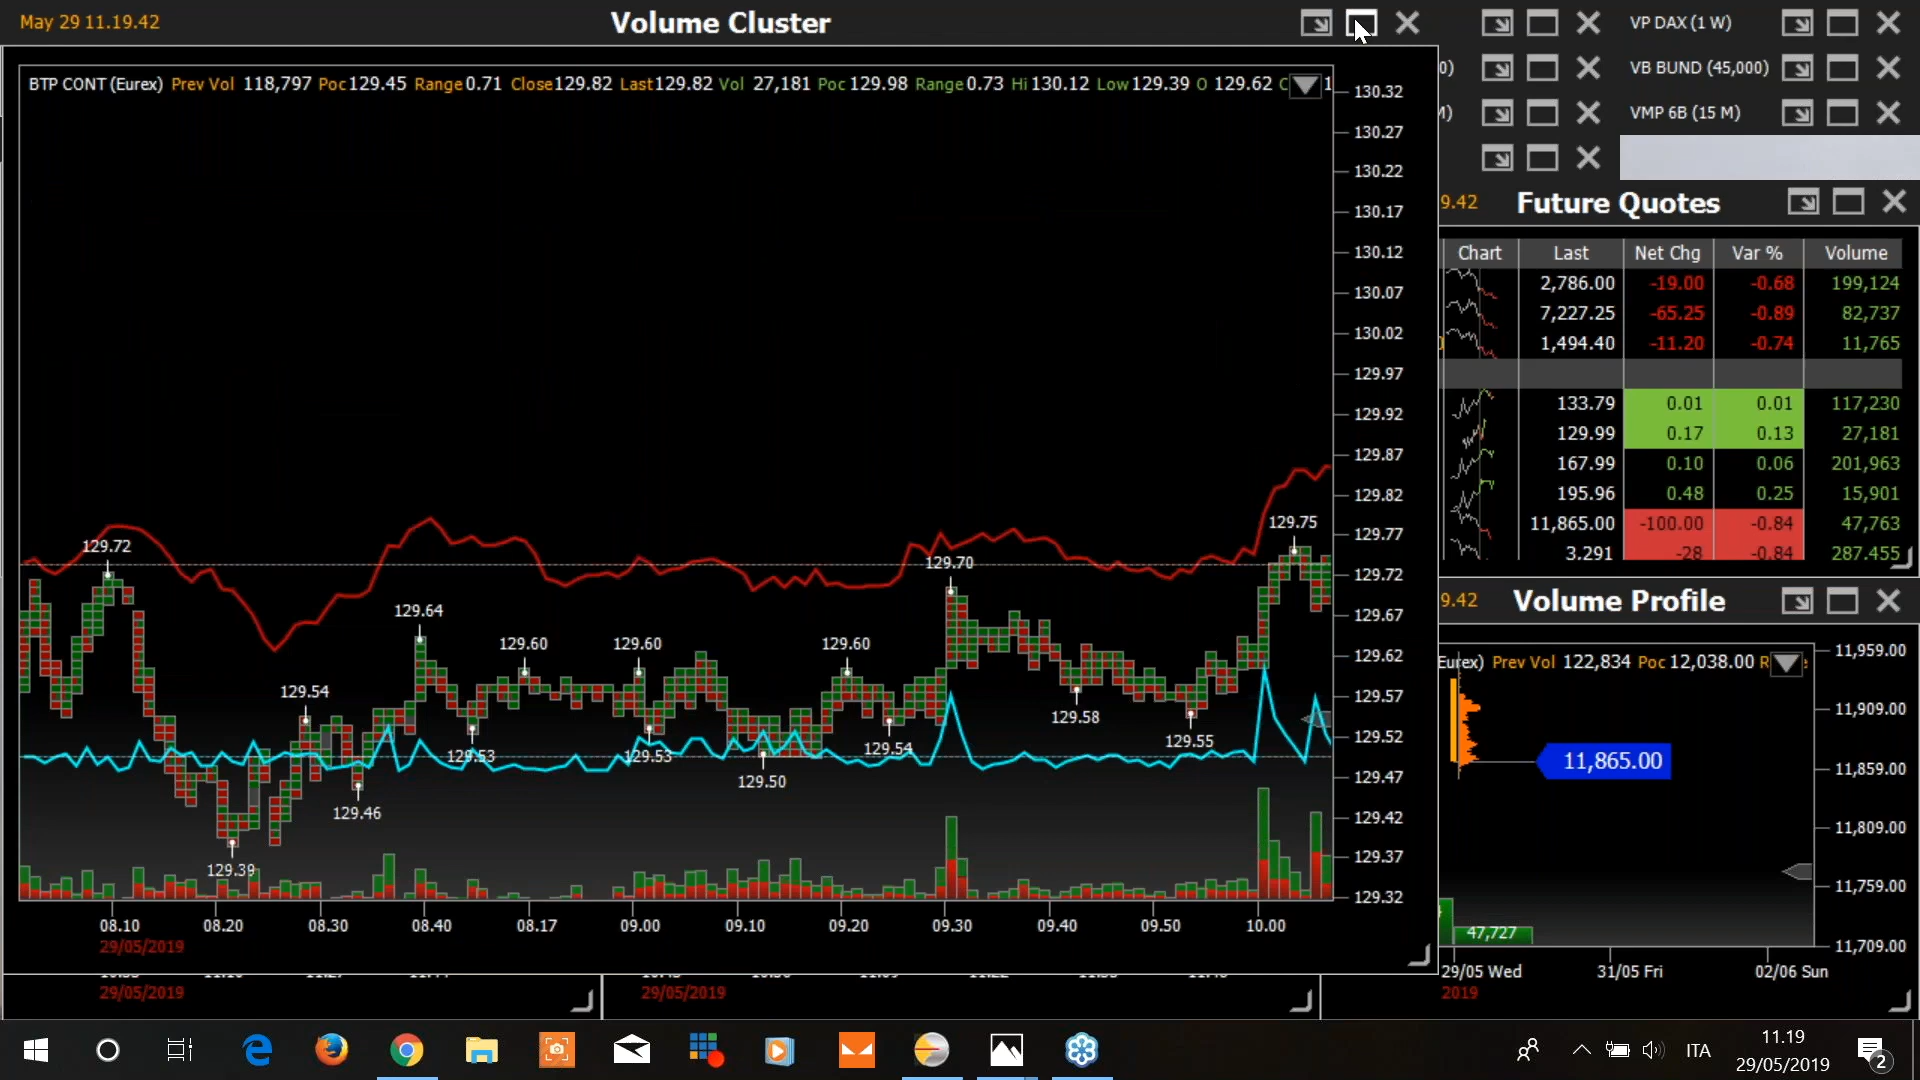 May 29 11.19.42
Volume Cluster
VP DAX (1 W)
0)
VB BUND (45,000)
VMP 6B (15 M)
BTP CONT (Eurex) Prev Vol 118,797 Poc 129.45 Range 0.71 Close 129.82 Last 129.82 Vol 27,181 Poc 129.98 Range 0.73 Hi 130.12 Low 129.39 O 129.62 C
130.32
130.27
130.22
130.17
130.12
130.07
130.02
129.97
129.92
129.87
129.82
129.77
129.72
129.67
129.62
129.57
129.52
129.47
129.42
129.37
129.32
129.72
129.64
129.54
129.60
129.60
129.60
129.70
129.75
129.39
129.46
129.53
129.53
129.50
129.54
129.58
129.55
08.10 08.20 08.30 08.40 08.17 09.00 09.10 09.20 09.30 09.40 09.50 10.00
29/05/2019
29/05/2019
29/05/2019
9.42
Future Quotes
Chart Last Net Chg Var % Volume
2,786.00 -19.00 -0.68 199,124
7,227.25 -65.25 -0.89 82,737
1,494.40 -11.20 -0.74 11,765
133.79 0.01 0.01 117,230
129.99 0.17 0.13 27,181
167.99 0.10 0.06 201,963
195.96 0.48 0.25 15,901
11,865.00 -100.00 -0.84 47,763
3.291 -28 -0.84 287.455
9.42
Volume Profile
Eurex) Prev Vol 122,834 Poc 12,038.00
11,959.00
11,909.00
11,859.00
11,809.00
11,759.00
11,709.00
11,865.00
47,727
29/05 Wed 31/05 Fri 02/06 Sun
2019
ITA
11.19
29/05/2019
2